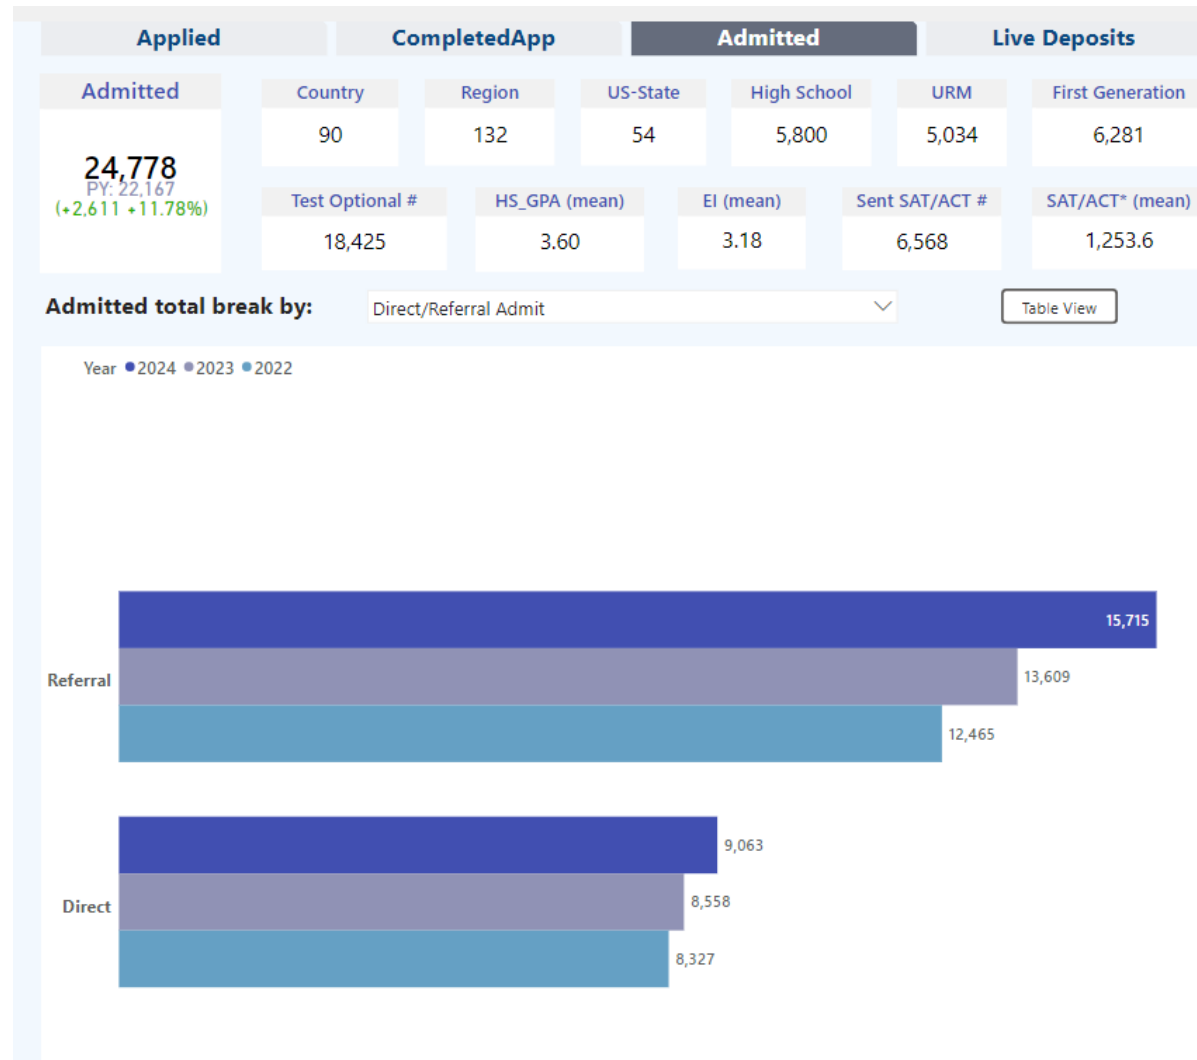 Applied CompletedApp Admitted Live Deposits
Admitted Country Region US-State High School URM First Generation
90 132 54 5,800 5,034 6,281
24,778
PY: 22,167
(+2,611 +11.78%)
Test Optional # HS_GPA (mean) EI (mean) Sent SAT/ACT # SAT/ACT* (mean)
18,425 3.60 3.18 6,568 1,253.6
Admitted total break by: Direct/Referral Admit Table View
Year 2024 2023 2022
15,715
Referral 13,609
12,465
9,063
Direct 8,558
8,327